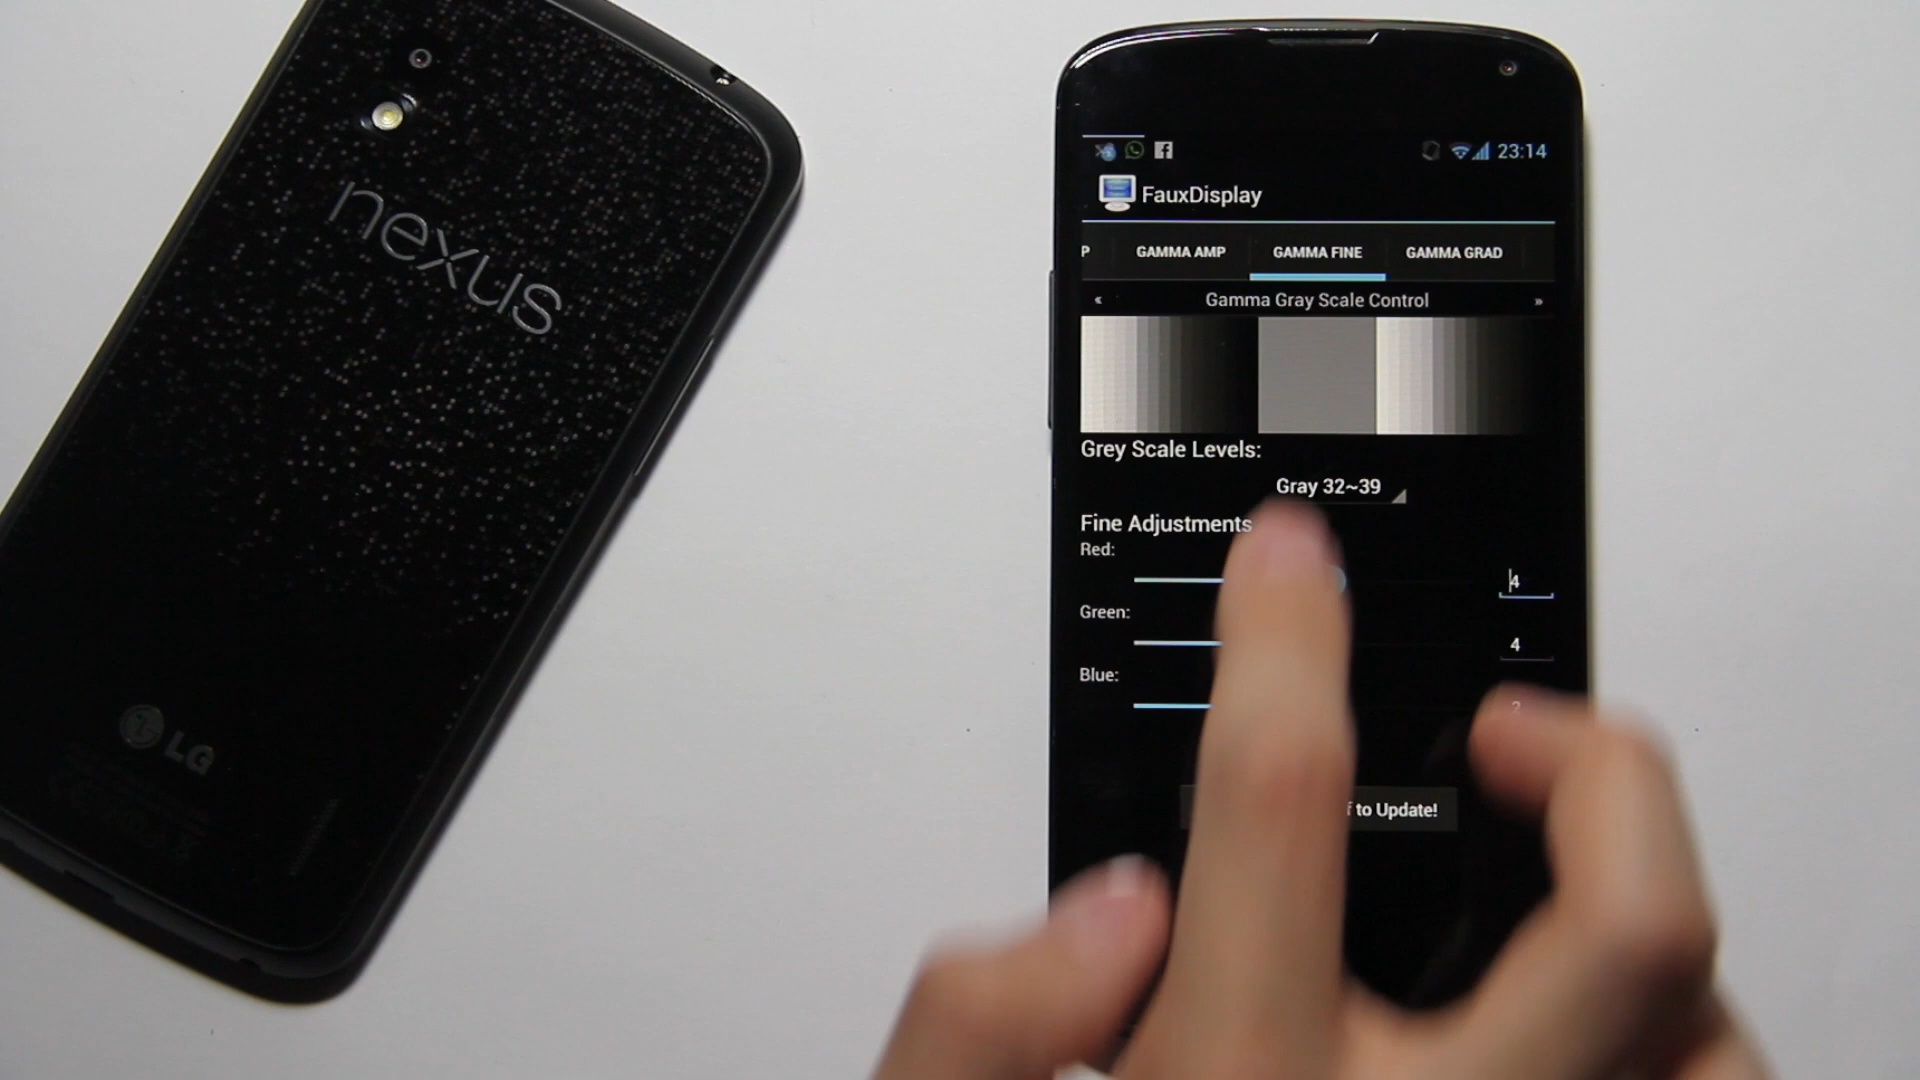 nexus
LG
23:14
FauxDisplay
P GAMMA AMP GAMMA FINE GAMMA GRAD
« Gamma Gray Scale Control »
Grey Scale Levels:
Gray 32~39
Fine Adjustments
Red:
4
Green:
4
Blue:
2
to Update!